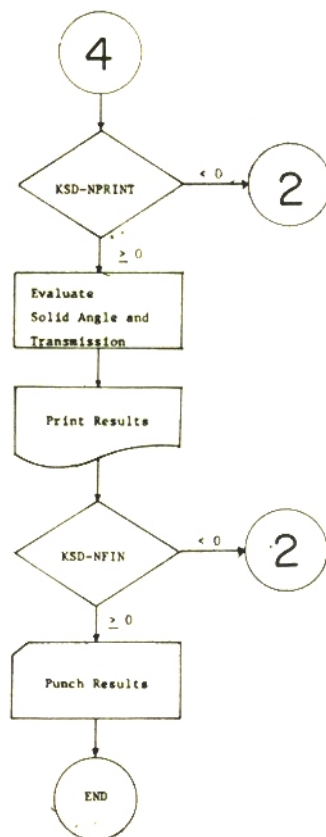 4
KSD-NPRINT
< 0
2
≥ 0
Evaluate
Solid Angle and
Transmission
Print Results
KSD-NFIN
< 0
2
≥ 0
Punch Results
END